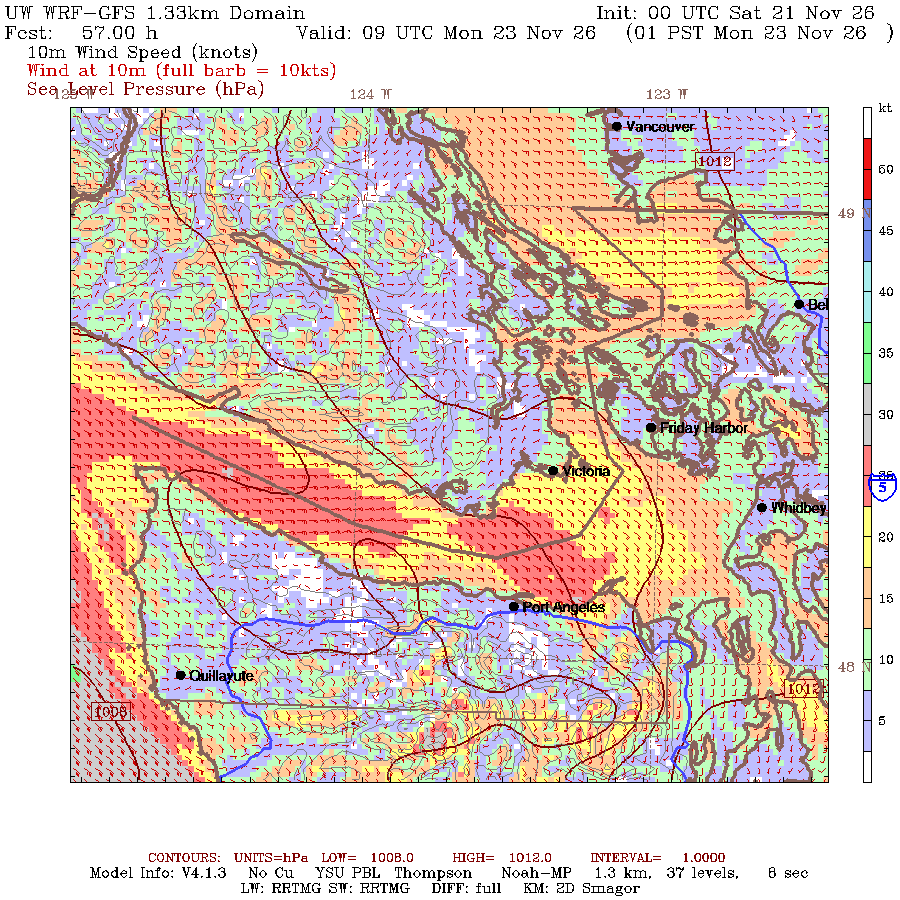 UW WRF-GFS 1.33km Domain Init: 00 UTC Sat 21 Nov 26
Fcst: 57.00 h Valid: 09 UTC Mon 23 Nov 26 (01 PST Mon 23 Nov 26 )
10m Wind Speed (knots)
Wind at 10m (full barb = 10kts)
Sea Level Pressure (hPa)
125 W 124 W 123 W
kt
Vancouver
1012
60
49 N
45
40
Bel
35
30
Friday Harbor
Victoria
25
5
Whidbey
20
Port Angeles
15
10
48 N
Quillayute
1012
1008
5
CONTOURS: UNITS=hPa LOW= 1008.0 HIGH= 1012.0 INTERVAL= 1.0000
Model Info: V4.1.3 No Cu YSU PBL Thompson Noah-MP 1.3 km, 37 levels, 8 sec
LW: RRTMG SW: RRTMG DIFF: full KM: 2D Smagor